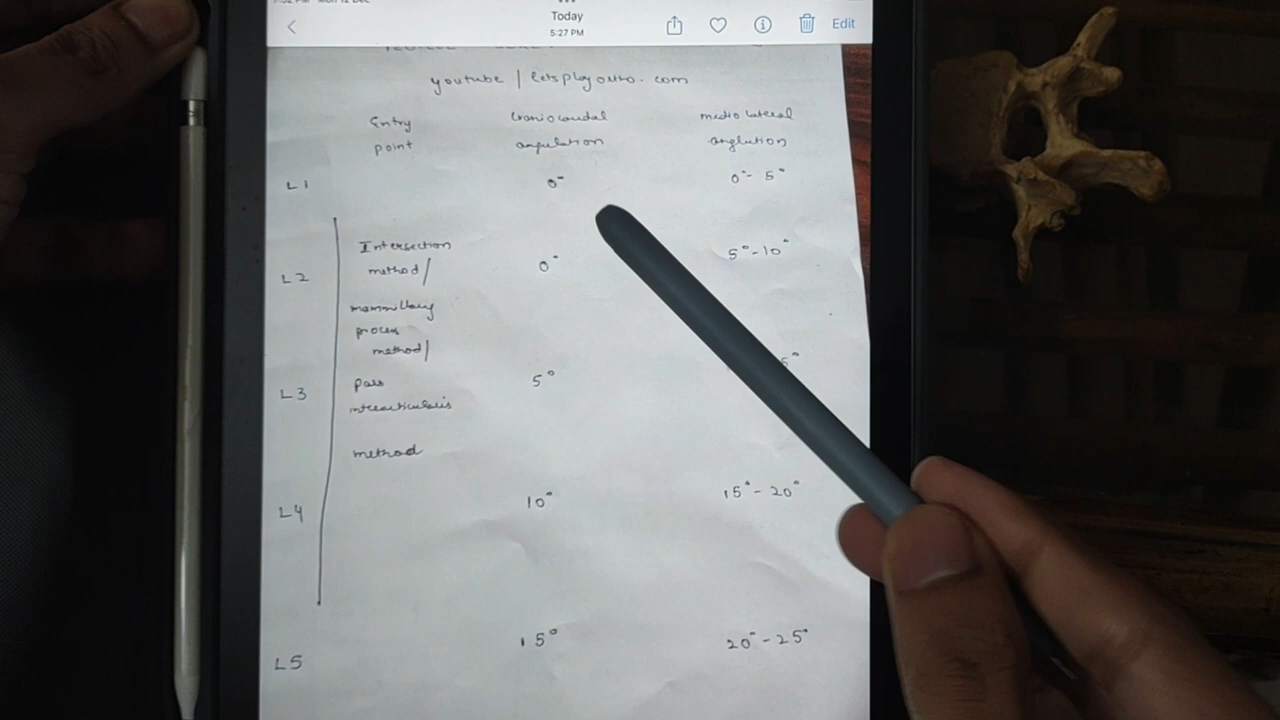 Today
5:27 PM
Edit
youtube | letsplayortho.com
Entry point
craniocaudal angulation
mediolateral anglution
L1
0°
0°- 5°
L2
Intersection
method/
mammillary
process
method/
pars
interarticularis
method
0°
5°-10°
L3
5°
5°
L4
10°
15°- 20°
L5
15°
20°-25°